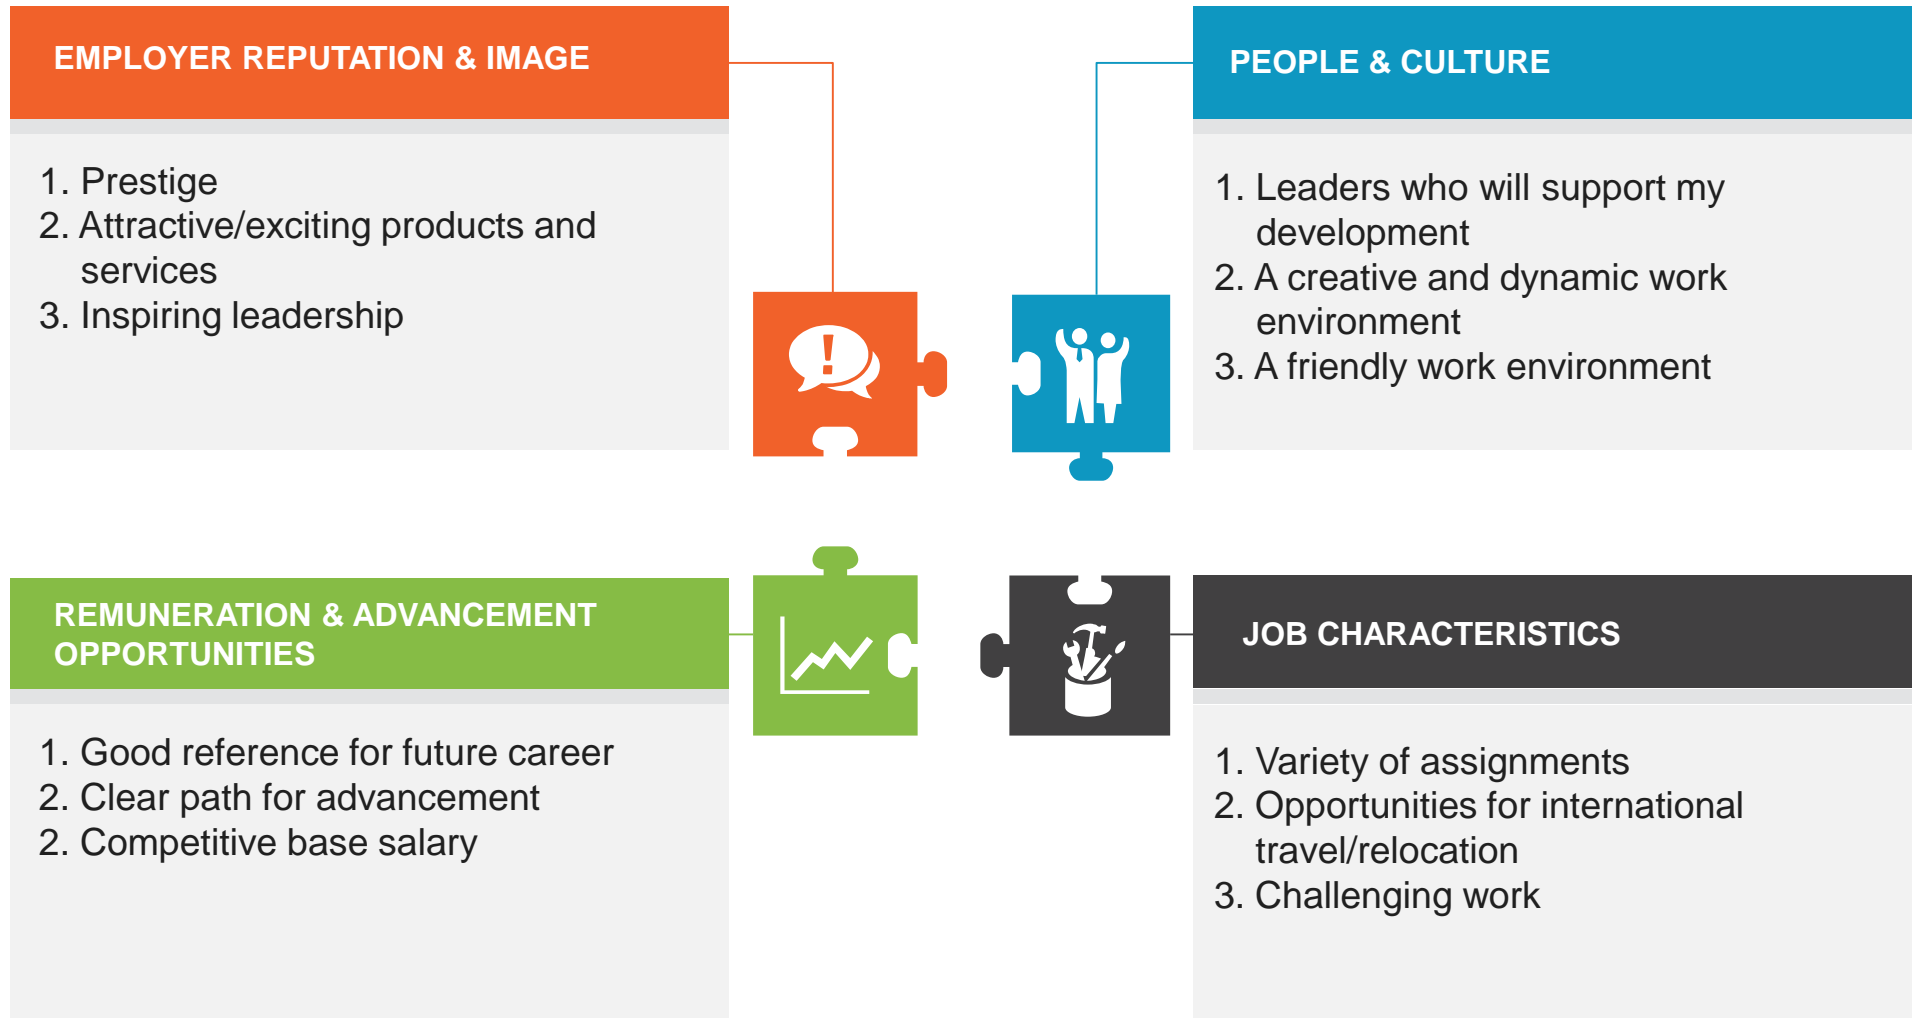 EMPLOYER REPUTATION & IMAGE
1. Prestige
2. Attractive/exciting products and
services
3. Inspiring leadership
PEOPLE & CULTURE
1. Leaders who will support my
development
2. A creative and dynamic work
environment
3. A friendly work environment
!
REMUNERATION & ADVANCEMENT
OPPORTUNITIES
1. Good reference for future career
2. Clear path for advancement
2. Competitive base salary
JOB CHARACTERISTICS
1. Variety of assignments
2. Opportunities for international
travel/relocation
3. Challenging work